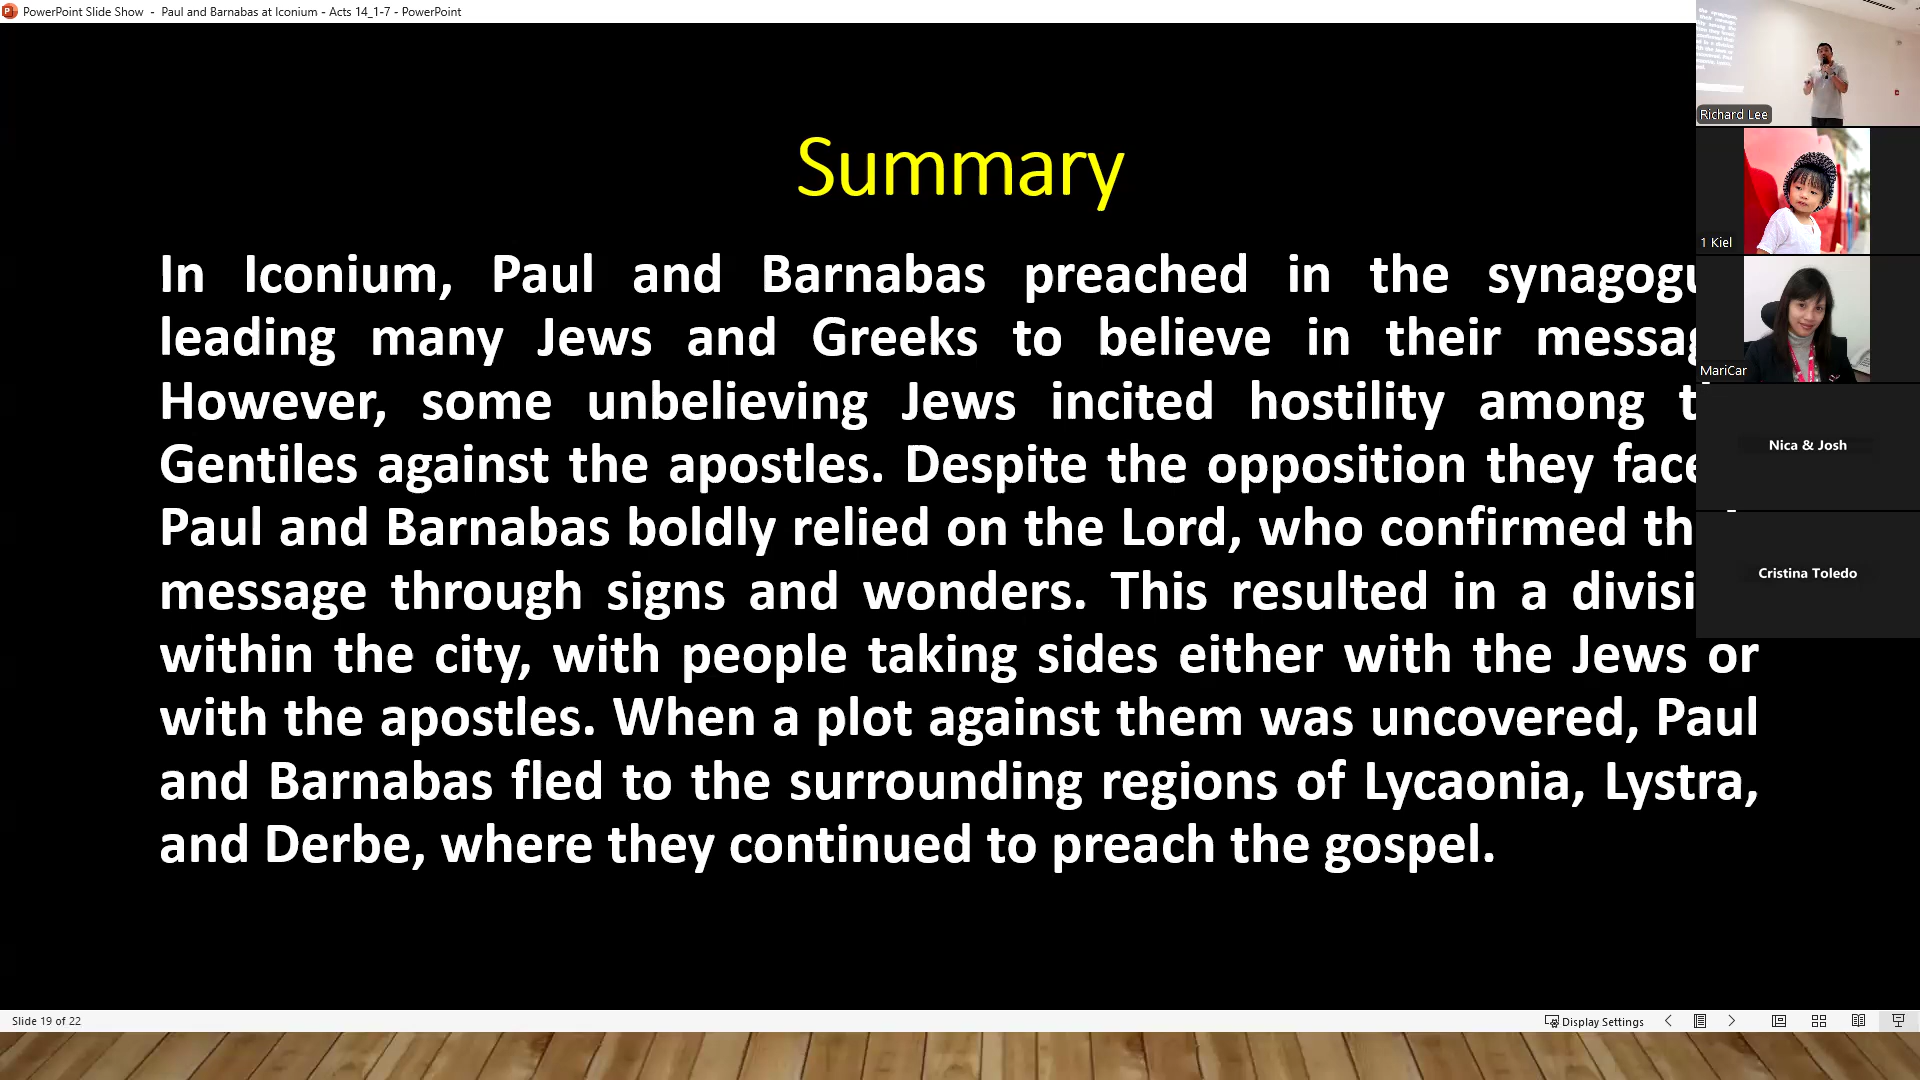 PowerPoint Slide Show - Paul and Barnabas at Iconium - Acts 14_1-7 - PowerPoint
Summary
In Iconium, Paul and Barnabas preached in the synagogu
leading many Jews and Greeks to believe in their messag
However, some unbelieving Jews incited hostility among t
Gentiles against the apostles. Despite the opposition they face
Paul and Barnabas boldly relied on the Lord, who confirmed th
message through signs and wonders. This resulted in a divisi
within the city, with people taking sides either with the Jews or
with the apostles. When a plot against them was uncovered, Paul
and Barnabas fled to the surrounding regions of Lycaonia, Lystra,
and Derbe, where they continued to preach the gospel.
Richard Lee
1 Kiel
MariCar
Nica & Josh
Cristina Toledo
Slide 19 of 22
Display Settings